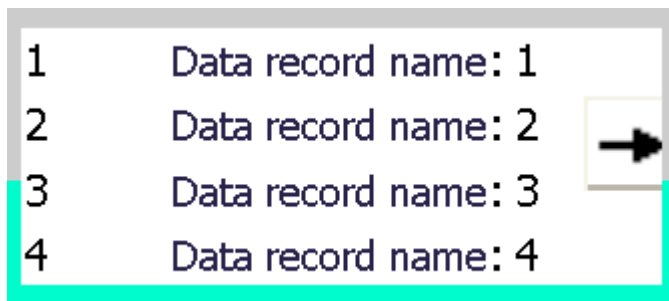 1 Data record name: 1
2 Data record name: 2
3 Data record name: 3
4 Data record name: 4